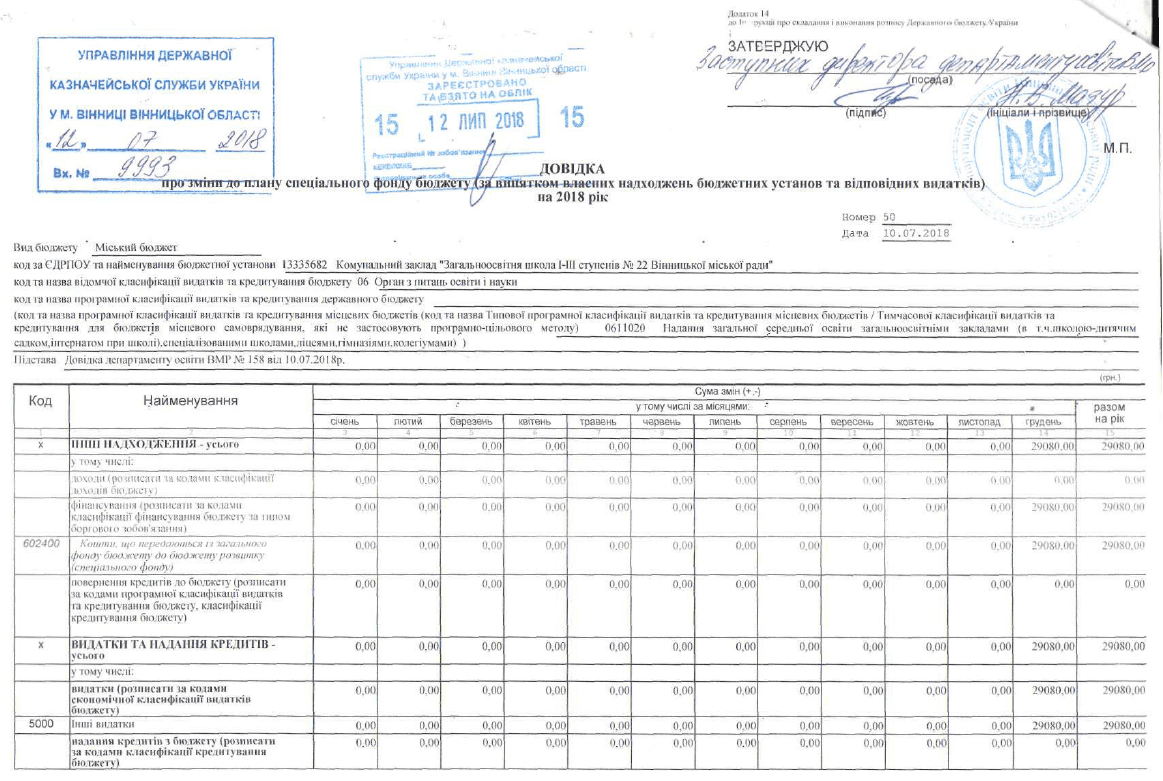 Додаток 14
до Інструкції про складання і виконання розпису Державного бюджету України
ЗАТВЕРДЖУЮ
Заступник директора департаменту освіти ВМР
(посада)
Н.В. Мазур
(підпис) (ініціали і прізвище)
М.П.
УПРАВЛІННЯ ДЕРЖАВНОЇ
КАЗНАЧЕЙСЬКОЇ СЛУЖБИ УКРАЇНИ
У М. ВІННИЦІ ВІННИЦЬКОЇ ОБЛАСТІ
«12» 07 2018
Вх. № 9993
Управління Державної казначейської
служби України у м. Вінниці Вінницької області
ЗАРЕЄСТРОВАНО
ТА ВЗЯТО НА ОБЛІК
15 12 ЛИП 2018 15
Реєстраційний № зобов'язання
ДОВІДКА
про зміни до плану спеціального фонду бюджету (за винятком власних надходжень бюджетних установ та відповідних видатків)
на 2018 рік
Номер 50
Дата 10.07.2018
Вид бюджету Міський бюджет
код за ЄДРПОУ та найменування бюджетної установи 13335682 Комунальний заклад "Загальноосвітня школа І-ІІІ ступенів № 22 Вінницької міської ради"
код та назва відомчої класифікації видатків та кредитування бюджету 06 Орган з питань освіти і науки
код та назва програмної класифікації видатків та кредитування державного бюджету
(код та назва програмної класифікації видатків та кредитування місцевих бюджетів (код та назва Типової програмної класифікації видатків та кредитування місцевих бюджетів / Тимчасової класифікації видатків та
кредитування для бюджетів місцевого самоврядування, які не застосовують програмно-цільового методу) 0611020 Надання загальної середньої освіти загальноосвітніми закладами (в т.ч.школою-дитячим
садком,інтернатом при школі),спеціалізованими школами,ліцеями,гімназіями,колегіумами) )
Підстава Довідка департаменту освіти ВМР № 158 від 10.07.2018р.
(грн.)
Код Найменування Сума змін (+,-)
у тому числі за місяцями: разом на рік
січень лютий березень квітень травень червень липень серпень вересень жовтень листопад грудень
1 2 3 4 5 6 7 8 9 10 11 12 13 14 15
х ІНШІ НАДХОДЖЕННЯ - усього 0,00 0,00 0,00 0,00 0,00 0,00 0,00 0,00 0,00 0,00 0,00 29080,00 29080,00
у тому числі:
доходи (розписати за кодами класифікації 0,00 0,00 0,00 0,00 0,00 0,00 0,00 0,00 0,00 0,00 0,00 0,00 0,00
доходів бюджету)
фінансування (розписати за кодами 0,00 0,00 0,00 0,00 0,00 0,00 0,00 0,00 0,00 0,00 0,00 29080,00 29080,00
класифікації фінансування бюджету за типом
боргового зобов'язання)
602400 Кошти, що передаються із загального 0,00 0,00 0,00 0,00 0,00 0,00 0,00 0,00 0,00 0,00 0,00 29080,00 29080,00
фонду бюджету до бюджету розвитку
(спеціального фонду)
повернення кредитів до бюджету (розписати 0,00 0,00 0,00 0,00 0,00 0,00 0,00 0,00 0,00 0,00 0,00 0,00 0,00
за кодами програмної класифікації видатків
та кредитування бюджету, класифікації
кредитування бюджету)
х ВИДАТКИ ТА НАДАННЯ КРЕДИТІВ - 0,00 0,00 0,00 0,00 0,00 0,00 0,00 0,00 0,00 0,00 0,00 29080,00 29080,00
усього
у тому числі:
видатки (розписати за кодами 0,00 0,00 0,00 0,00 0,00 0,00 0,00 0,00 0,00 0,00 0,00 29080,00 29080,00
економічної класифікації видатків
бюджету)
5000 Інші видатки 0,00 0,00 0,00 0,00 0,00 0,00 0,00 0,00 0,00 0,00 0,00 29080,00 29080,00
надання кредитів з бюджету (розписати 0,00 0,00 0,00 0,00 0,00 0,00 0,00 0,00 0,00 0,00 0,00 0,00 0,00
за кодами класифікації кредитування
бюджету)